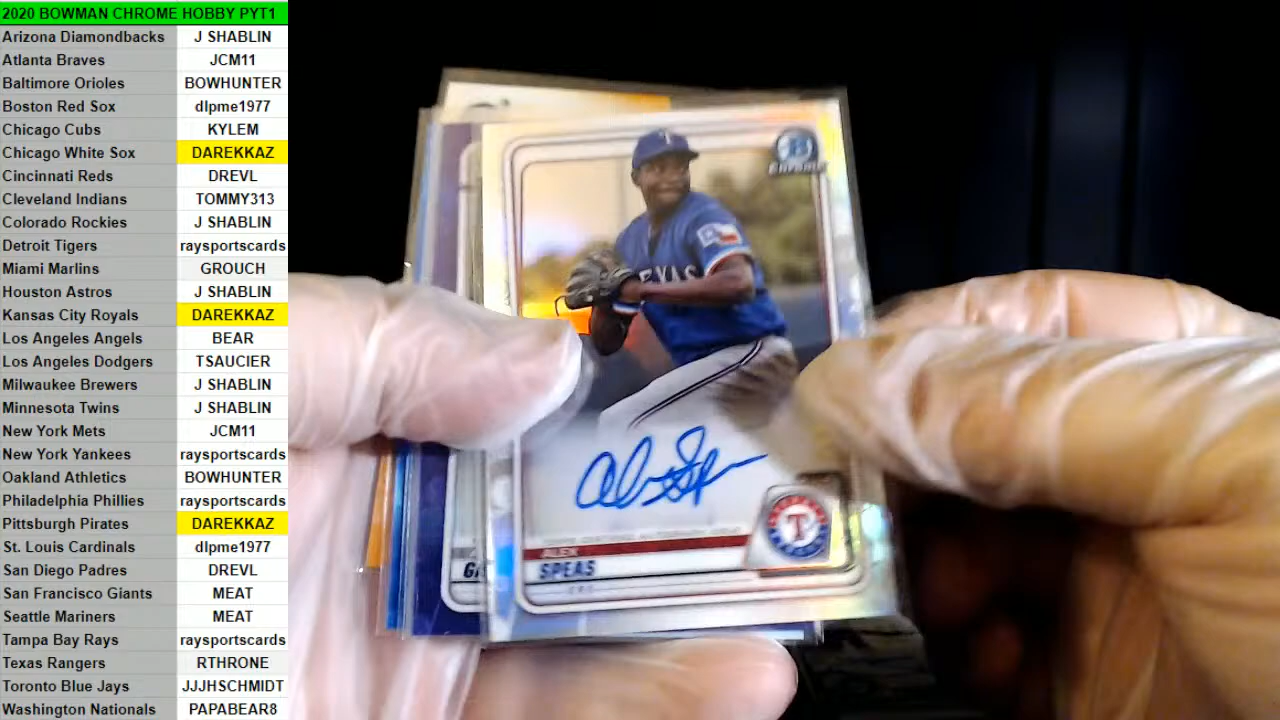 2020 BOWMAN CHROME HOBBY PYT1
Arizona Diamondbacks J SHABLIN
Atlanta Braves JCM11
Baltimore Orioles BOWHUNTER
Boston Red Sox dlpme1977
Chicago Cubs KYLEM
Chicago White Sox DAREKKAZ
Cincinnati Reds DREVL
Cleveland Indians TOMMY313
Colorado Rockies J SHABLIN
Detroit Tigers raysportscards
Miami Marlins GROUCH
Houston Astros J SHABLIN
Kansas City Royals DAREKKAZ
Los Angeles Angels BEAR
Los Angeles Dodgers TSAUCIER
Milwaukee Brewers J SHABLIN
Minnesota Twins J SHABLIN
New York Mets JCM11
New York Yankees raysportscards
Oakland Athletics BOWHUNTER
Philadelphia Phillies raysportscards
Pittsburgh Pirates DAREKKAZ
St. Louis Cardinals dlpme1977
San Diego Padres DREVL
San Francisco Giants MEAT
Seattle Mariners MEAT
Tampa Bay Rays raysportscards
Texas Rangers RTHRONE
Toronto Blue Jays JJJHSCHMIDT
Washington Nationals PAPABEAR8
B
Chrome
TEXAS
ALEX
SPEAS
T